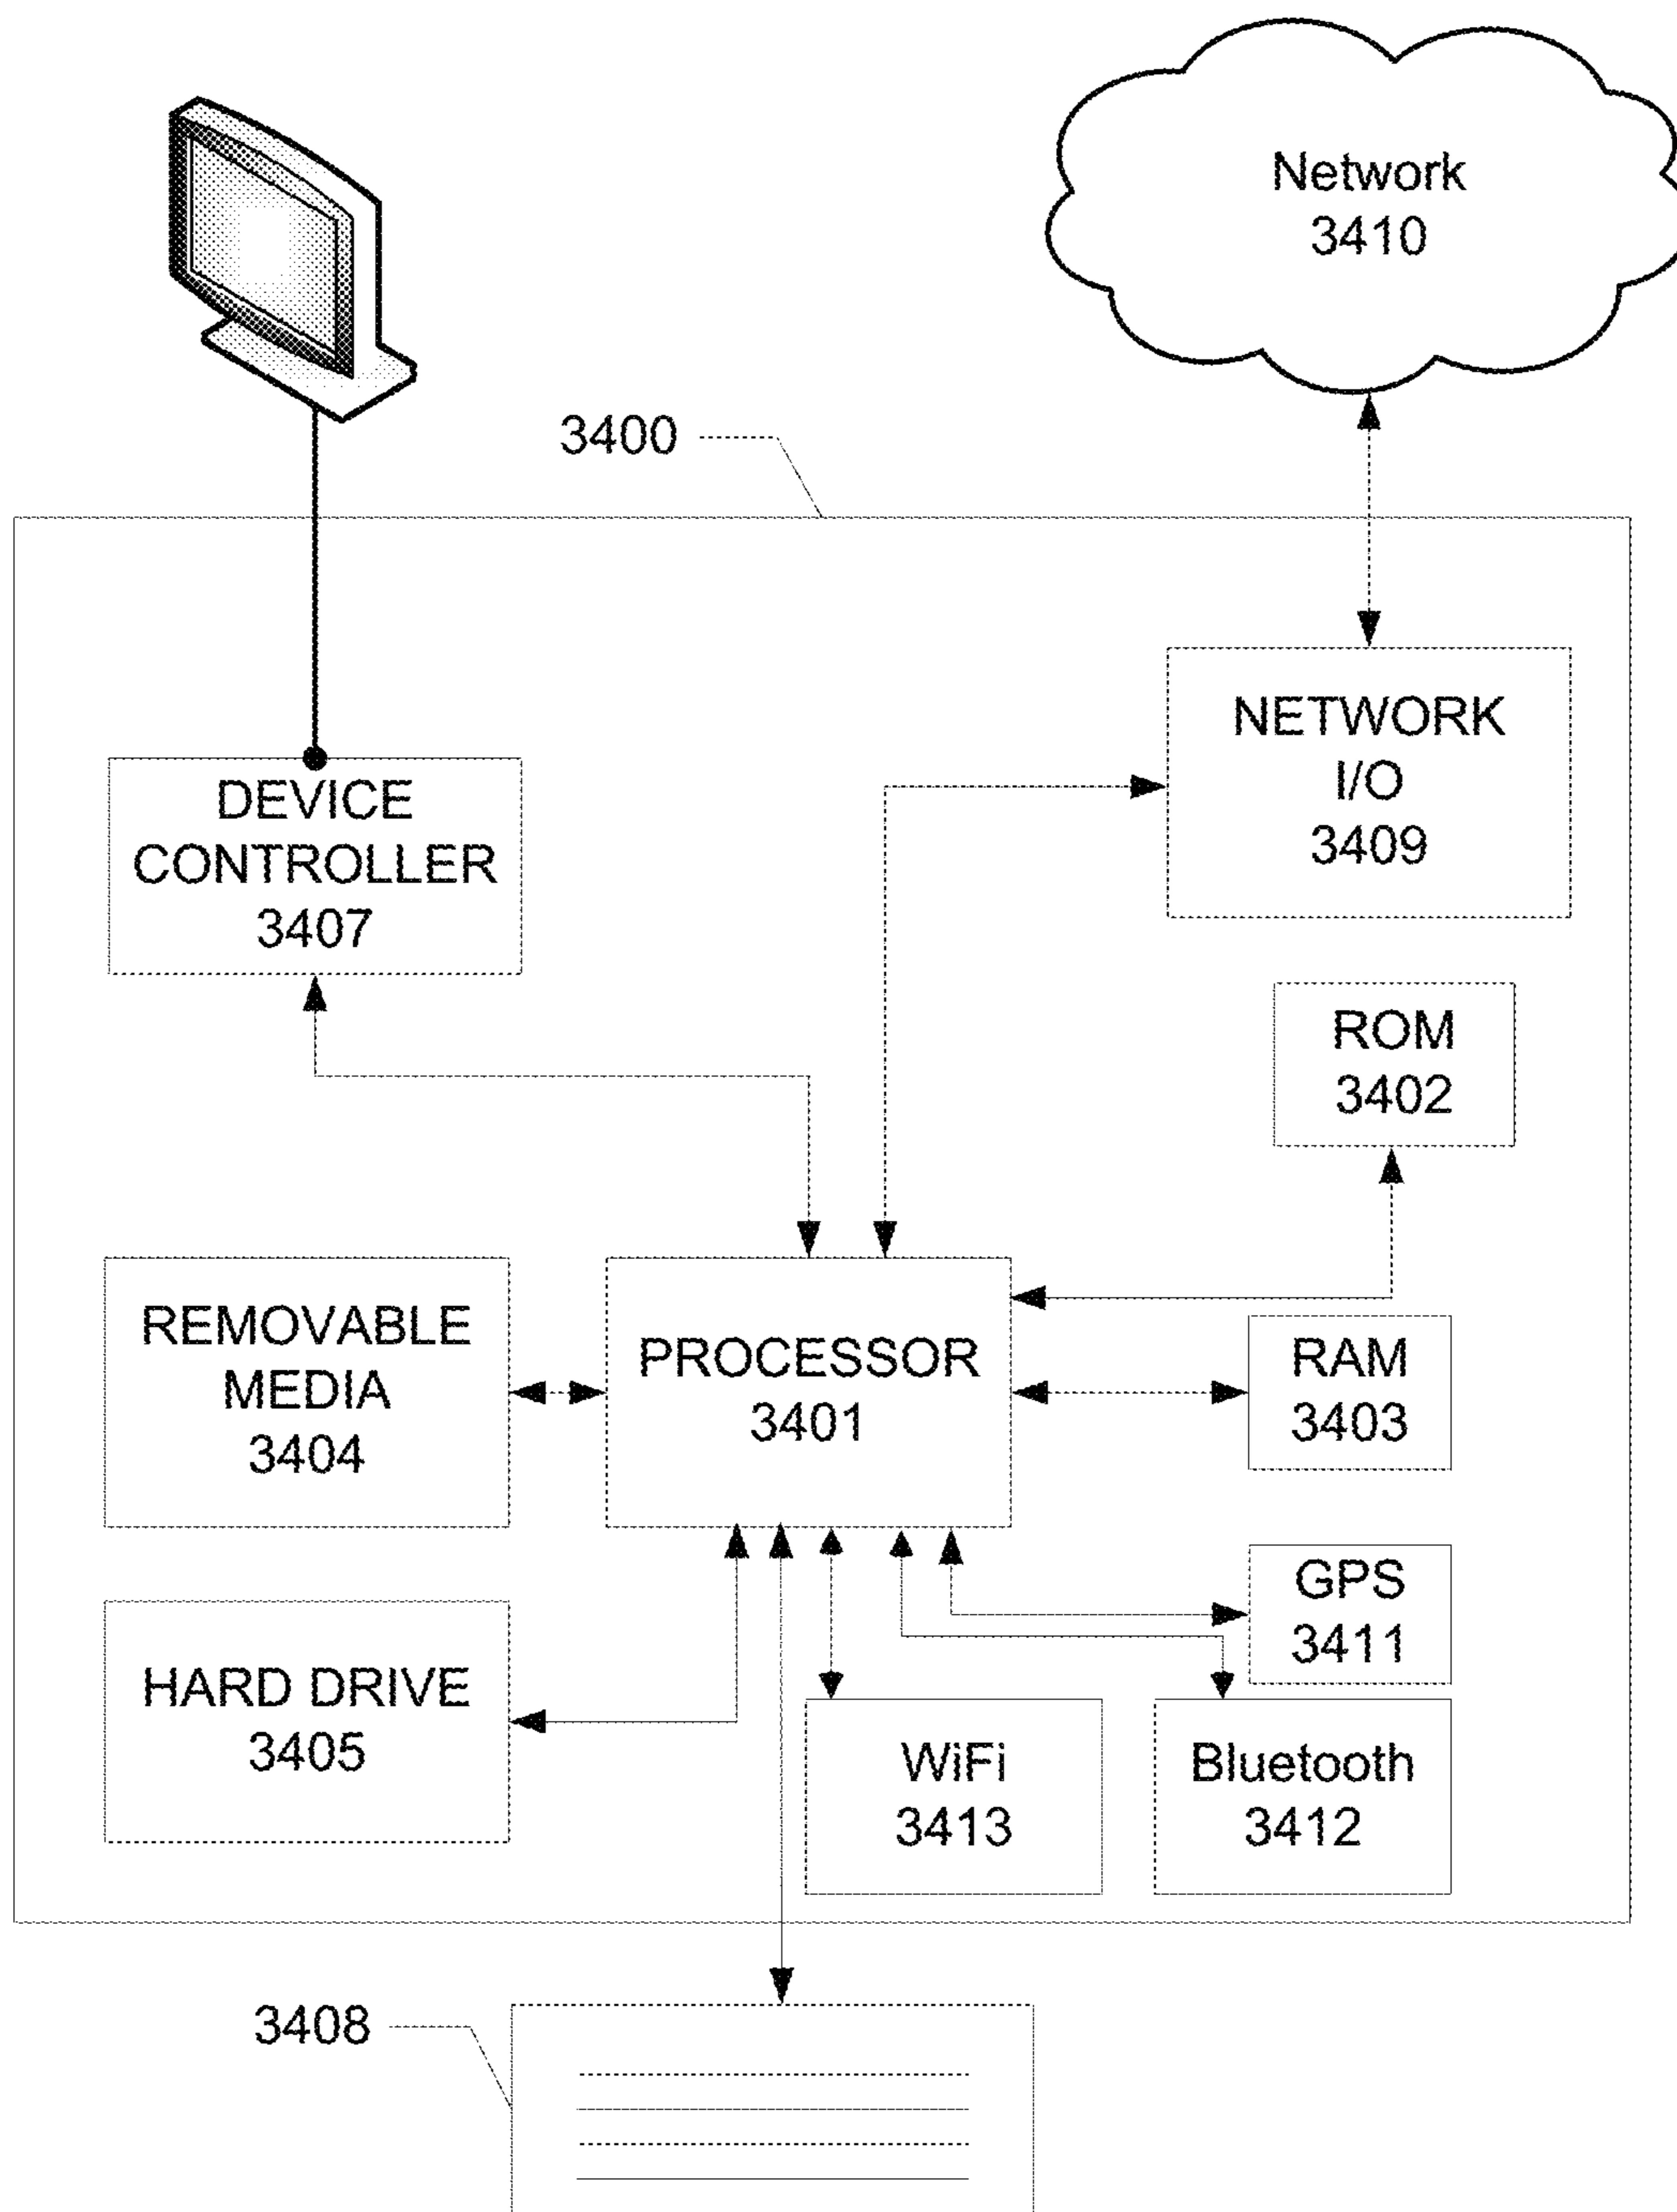 Network
3410
3400
NETWORK
I/O
3409
DEVICE
CONTROLLER
3407
ROM
3402
REMOVABLE
MEDIA
3404
PROCESSOR
3401
RAM
3403
GPS
3411
HARD DRIVE
3405
WiFi
3413
Bluetooth
3412
3408